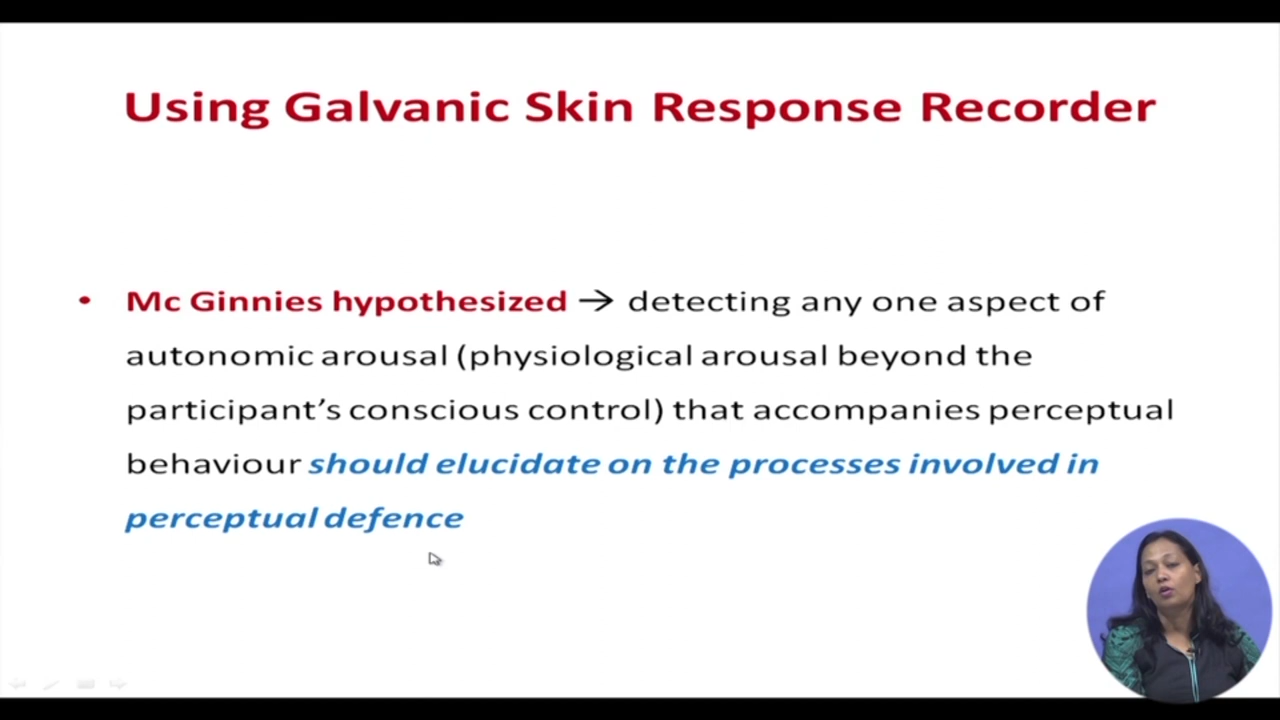 Using Galvanic Skin Response Recorder
• Mc Ginnies hypothesized → detecting any one aspect of
autonomic arousal (physiological arousal beyond the
participant’s conscious control) that accompanies perceptual
behaviour should elucidate on the processes involved in
perceptual defence